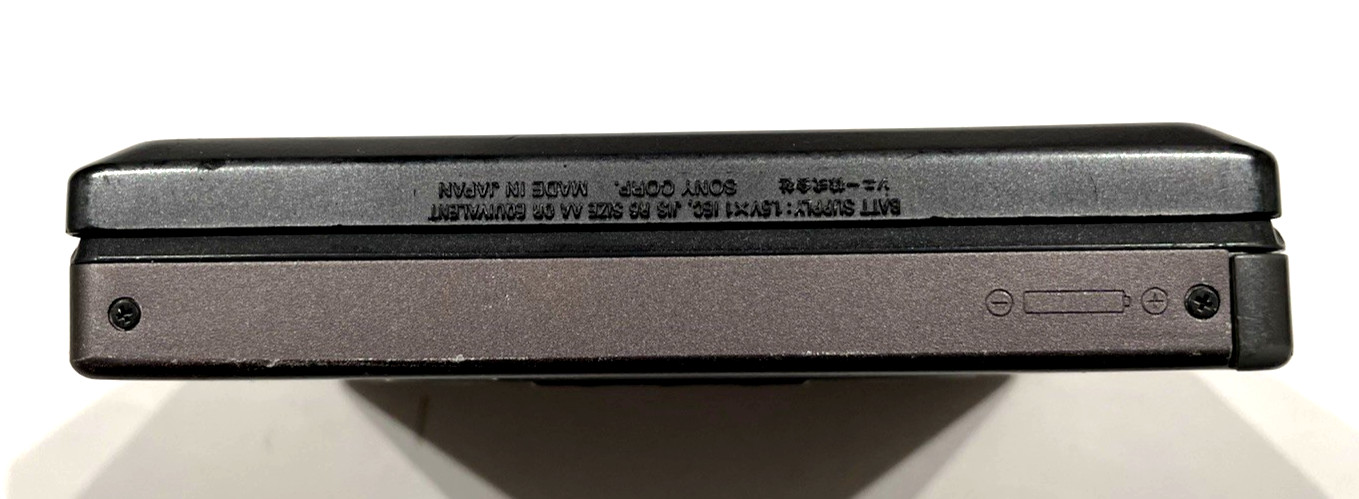 BATT SUPPLY : 1.5V×1 IEC, JIS R6 SIZE AA OR EQUIVALENT
ソニー株式会社 SONY CORP. MADE IN JAPAN
⊖ ⊕